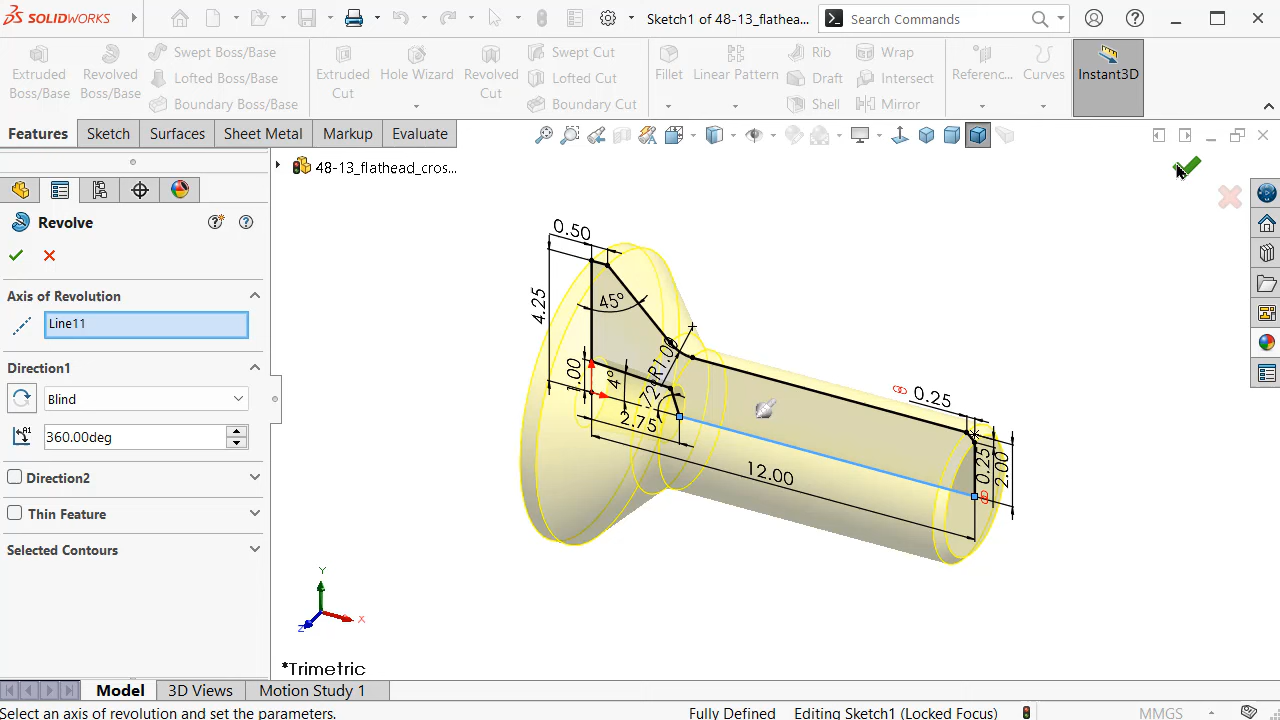 SOLIDWORKS
Sketch1 of 48-13_flathea...
Search Commands
Extruded Boss/Base
Revolved Boss/Base
Swept Boss/Base
Lofted Boss/Base
Boundary Boss/Base
Extruded Cut
Hole Wizard
Revolved Cut
Swept Cut
Lofted Cut
Boundary Cut
Fillet
Linear Pattern
Rib
Draft
Shell
Wrap
Intersect
Mirror
Referenc...
Curves
Instant3D
Features
Sketch
Surfaces
Sheet Metal
Markup
Evaluate
48-13_flathead_cros...
Revolve
Axis of Revolution
Line11
Direction1
Blind
360.00deg
Direction2
Thin Feature
Selected Contours
0.50
4.25
45°
1.00
4°
72°
R1.00
2.75
12.00
0.25
0.25
2.00
Y
X
Z
*Trimetric
Model
3D Views
Motion Study 1
Select an axis of revolution and set the parameters.
Fully Defined
Editing Sketch1 (Locked Focus)
MMGS